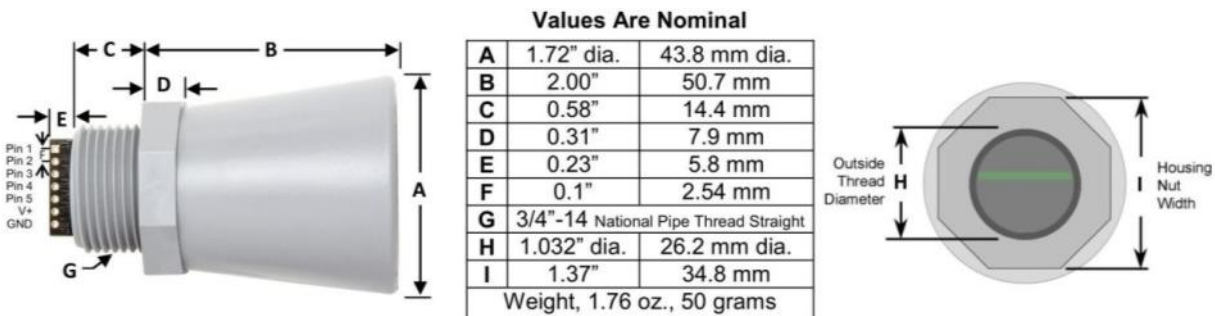 Values Are Nominal
C
B
D
E
F
Pin 1
Pin 2
Pin 3
Pin 4
Pin 5
V+
GND
A
G
A 1.72” dia. 43.8 mm dia.
B 2.00” 50.7 mm
C 0.58” 14.4 mm
D 0.31” 7.9 mm
E 0.23” 5.8 mm
F 0.1” 2.54 mm
G 3/4”-14 National Pipe Thread Straight
H 1.032” dia. 26.2 mm dia.
I 1.37” 34.8 mm
Weight, 1.76 oz., 50 grams
Outside
Thread
Diameter
H
I
Housing
Nut
Width